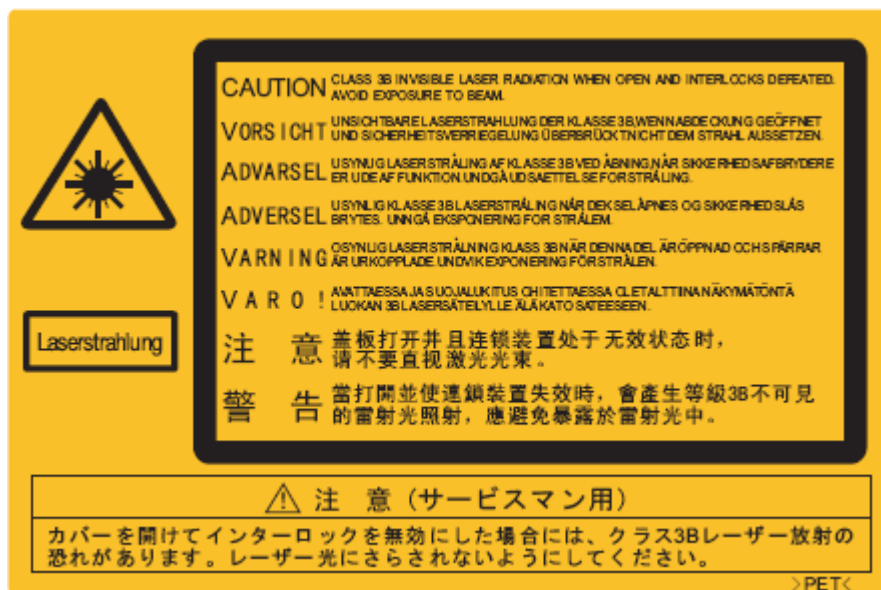 CAUTION CLASS 3B INVISIBLE LASER RADIATION WHEN OPEN AND INTERLOCKS DEFEATED.
AVOID EXPOSURE TO BEAM.
VORSICHT UNSICHTBARE LASERSTRAHLUNG DER KLASSE 3B,WENN ABDECKUNG GEÖFFNET
UND SICHERHEITSVERRIEGELUNG ÜBERBRÜCKT NICHT DEM STRAHL AUSSETZEN.
ADVARSEL USYNLIG LASERSTRÅLING AF KLASSE 3B VED ÅBNING,NÅR SIKKERHEDSAFBRYDERE
ER UDE AF FUNKTION UNDGÅ UDSAETTELSE FOR STRÅLING.
ADVERSEL USYNLIG KLASSE 3B LASERSTRÅLING NÅR DEKSEL ÅPNES OG SIKKERHEDSLÅS
BRYTES. UNNGÅ EKSPONERING FOR STRÅLEM.
VARNING OSYNLIG LASERSTRÅLNING KLASS 3B NÄR DENNA DEL ÄR ÖPPNAD OCH SPÄRRAR
ÄR URKOPPLADE UNDVIK EXPONERING FÖR STRÅLEN.
VARO! AVATTAESSA JA SUOJALUKITUS OHITETTAESSA OLET ALTTIINA NÄKYMÄTÖNTÄ
LUOKAN 3B LASERSÄTELYLLE ÄLÄ KATO SATEESEEN.
Laserstrahlung
注 意 盖板打开并且连锁装置处于无效状态时，
请不要直视激光光束。
警 告 當打開並使連鎖裝置失效時，會產生等級3B不可見
的雷射光照射，應避免暴露於雷射光中。
注 意（サービスマン用）
カバーを開けてインターロックを無効にした場合には、クラス3Bレーザー放射の
恐れがあります。レーザー光にさらされないようにしてください。
>PET<